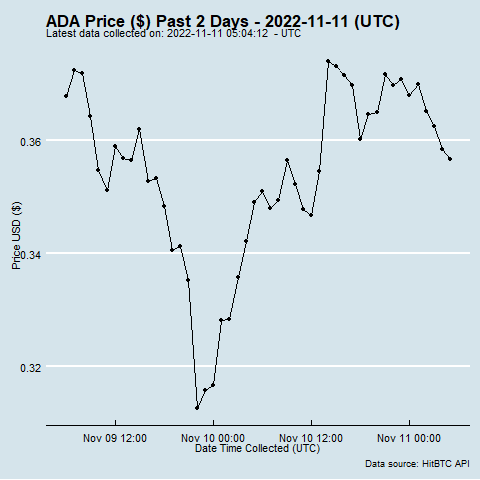 ADA Price ($) Past 2 Days - 2022-11-11 (UTC)
Latest data collected on: 2022-11-11 05:04:12 - UTC
0.36
0.34
0.32
Price USD ($)
Nov 09 12:00 Nov 10 00:00 Nov 10 12:00 Nov 11 00:00
Date Time Collected (UTC)
Data source: HitBTC API